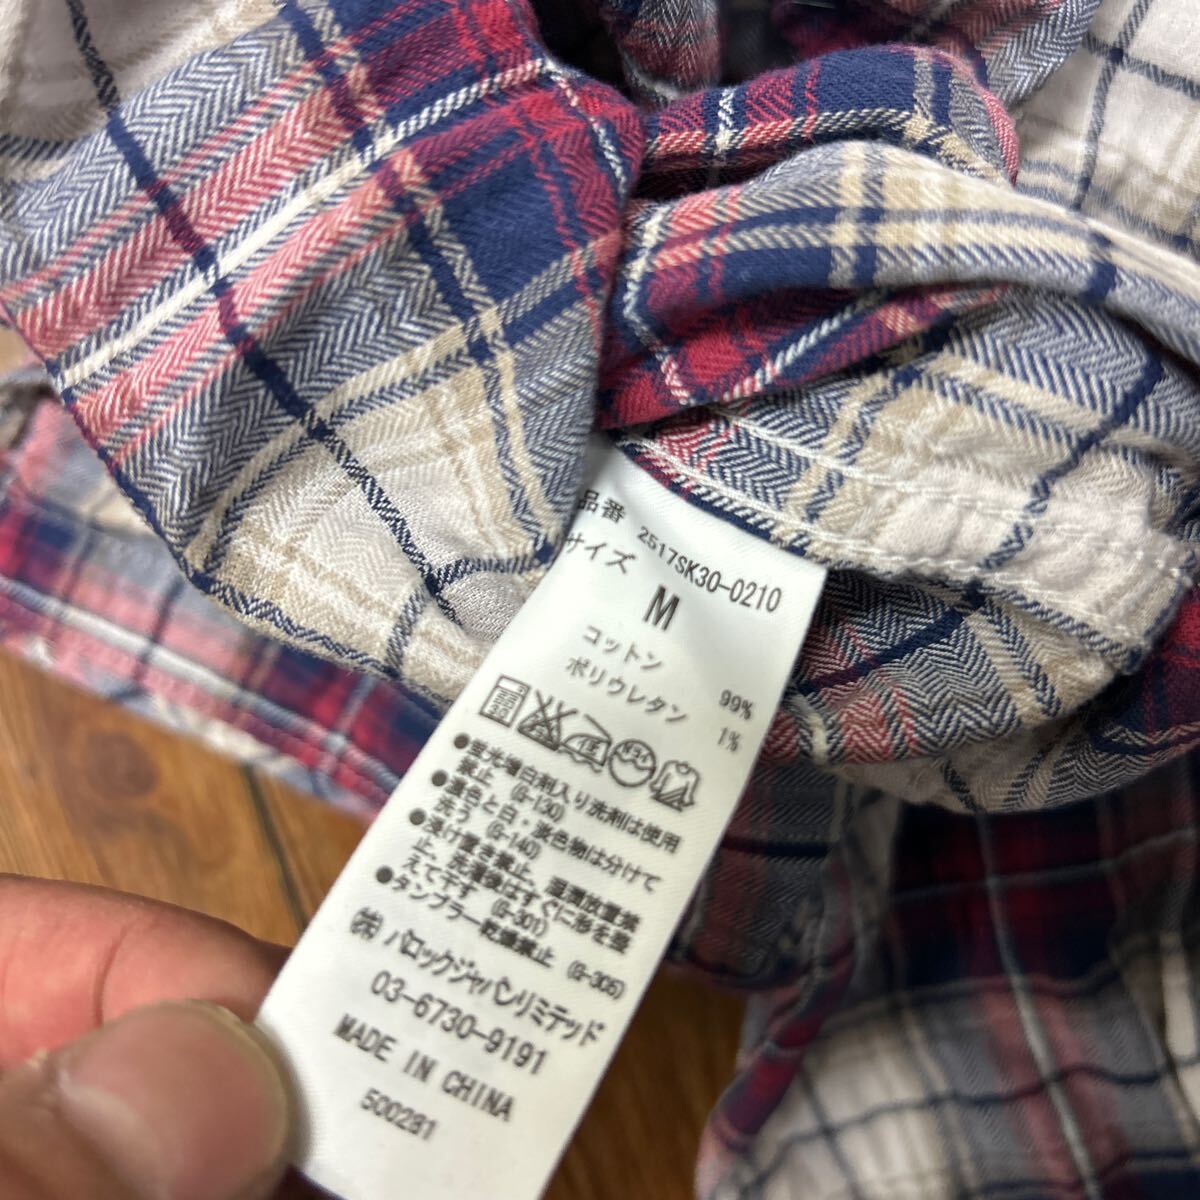 品番 2517SK30-0210
サイズ M
コットン 99%
ポリウレタン 1%
●蛍光増白剤入り洗剤は使用
禁止 (G-130)
●濃色と白・淡色物は分けて
洗う (G-140)
●浸け置き禁止、湿潤放置禁
止、洗濯後はすぐに形を整
えて干す (G-301)
●タンブラー乾燥禁止 (G-305)
㈱バロックジャパンリミテッド
03-6730-9191
MADE IN CHINA
500281